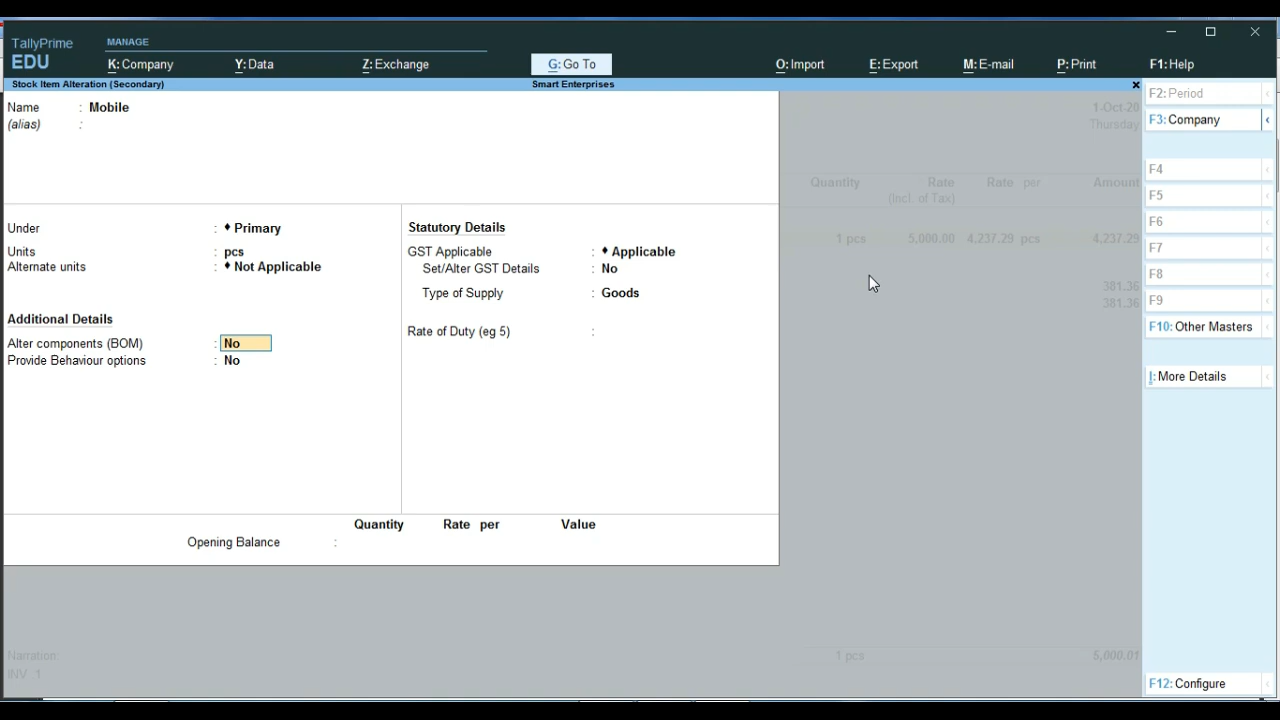 TallyPrime
EDU
MANAGE
K: Company
Y: Data
Z: Exchange
G: Go To
O: Import
E: Export
M: E-mail
P: Print
F1: Help
Stock Item Alteration (Secondary)
Smart Enterprises
x
Name : Mobile
(alias) :
Under : ♦ Primary
Units : pcs
Alternate units : ♦ Not Applicable
Additional Details
Alter components (BOM) : No
Provide Behaviour options : No
Statutory Details
GST Applicable : ♦ Applicable
Set/Alter GST Details : No
Type of Supply : Goods
Rate of Duty (eg 5) :
Quantity Rate per Value
Opening Balance :
1-Oct-20
Thursday
Quantity Rate Rate per Amount
(Incl. of Tax)
1 pcs 5,000.00 4,237.29 pcs 4,237.29
381.36
381.36
Narration:
INV 1
1 pcs 5,000.01
F2: Period
F3: Company
F4
F5
F6
F7
F8
F9
F10: Other Masters
I: More Details
F12: Configure